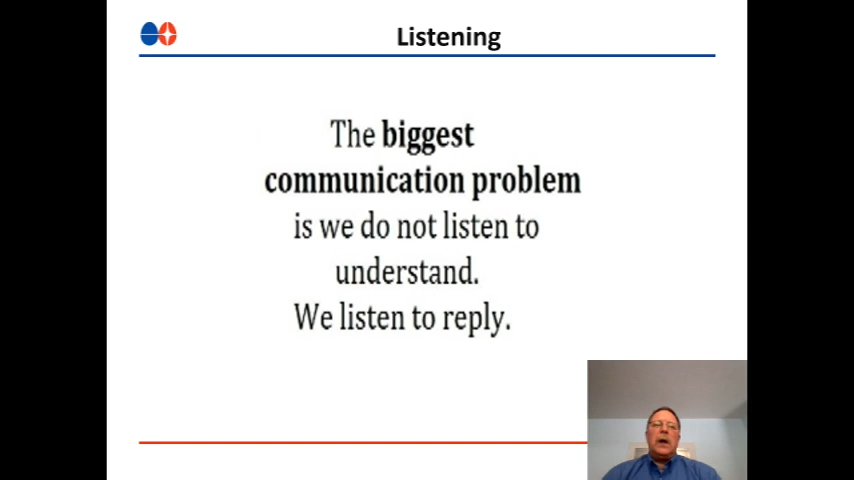 Listening
The biggest
communication problem
is we do not listen to
understand.
We listen to reply.